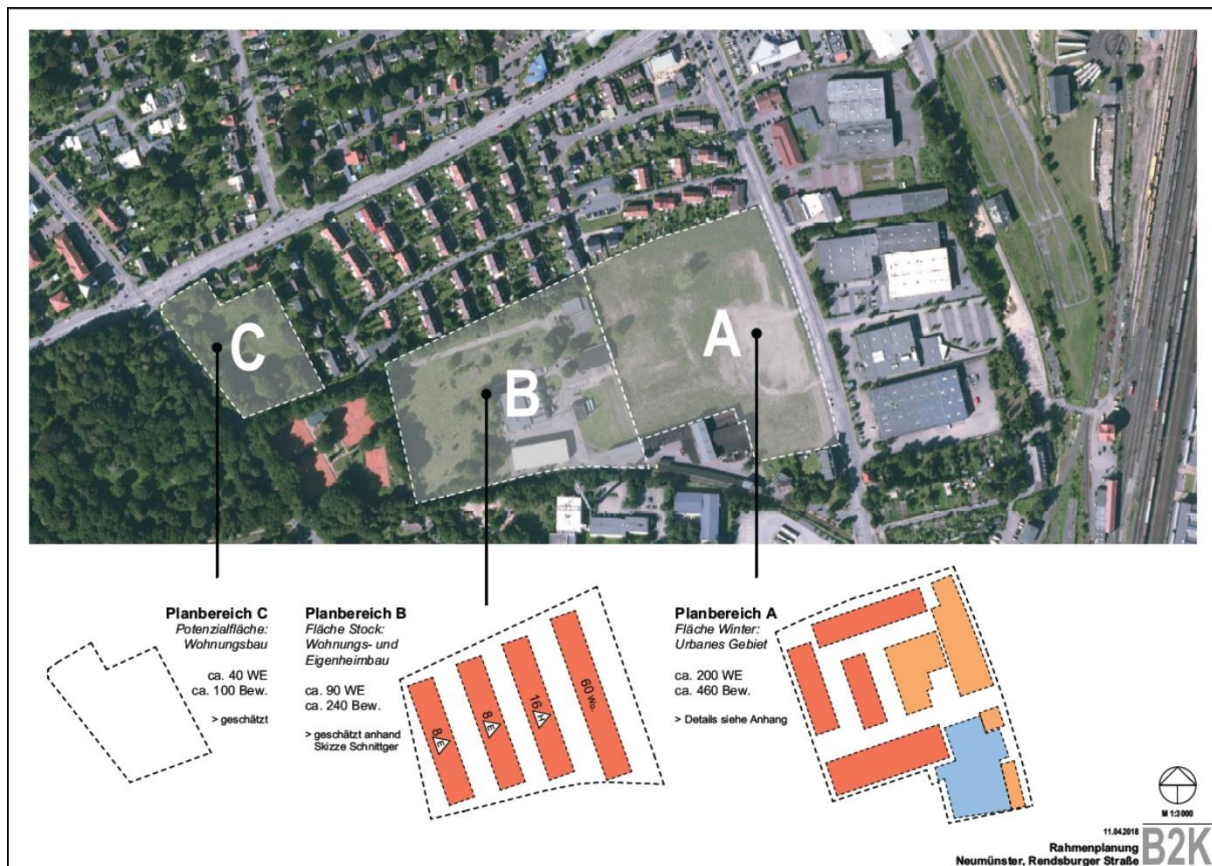 C
B
A
Planbereich C
Potenzialfläche:
Wohnungsbau
ca. 40 WE
ca. 100 Bew.
> geschätzt
Planbereich B
Fläche Stock:
Wohnungs- und
Eigenheimbau
ca. 90 WE
ca. 240 Bew.
> geschätzt anhand
Skizze Schnittger
8 E
8 E
16 H
60 Wo.
Planbereich A
Fläche Winter:
Urbanes Gebiet
ca. 200 WE
ca. 460 Bew.
> Details siehe Anhang
M 1:3000
11.04.2018
Rahmenplanung
Neumünster, Rendsburger Straße
B2K